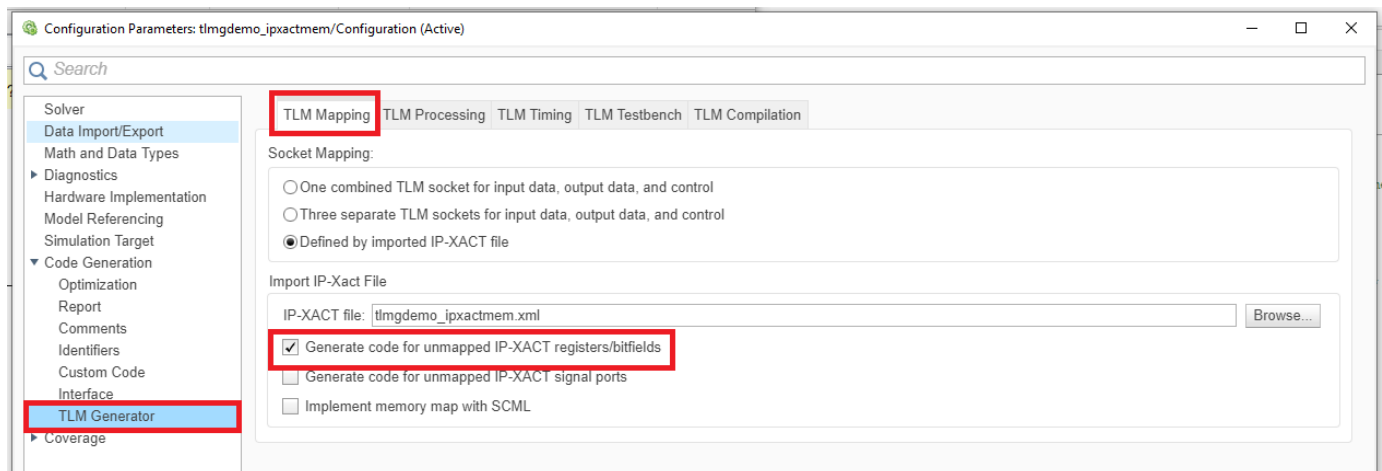 Configuration Parameters: tlmgdemo_ipxactmem/Configuration (Active)
Search
Solver
Data Import/Export
Math and Data Types
Diagnostics
Hardware Implementation
Model Referencing
Simulation Target
Code Generation
Optimization
Report
Comments
Identifiers
Custom Code
Interface
TLM Generator
Coverage
TLM Mapping TLM Processing TLM Timing TLM Testbench TLM Compilation
Socket Mapping:
One combined TLM socket for input data, output data, and control
Three separate TLM sockets for input data, output data, and control
Defined by imported IP-XACT file
Import IP-Xact File
IP-XACT file: tlmgdemo_ipxactmem.xml Browse...
Generate code for unmapped IP-XACT registers/bitfields
Generate code for unmapped IP-XACT signal ports
Implement memory map with SCML